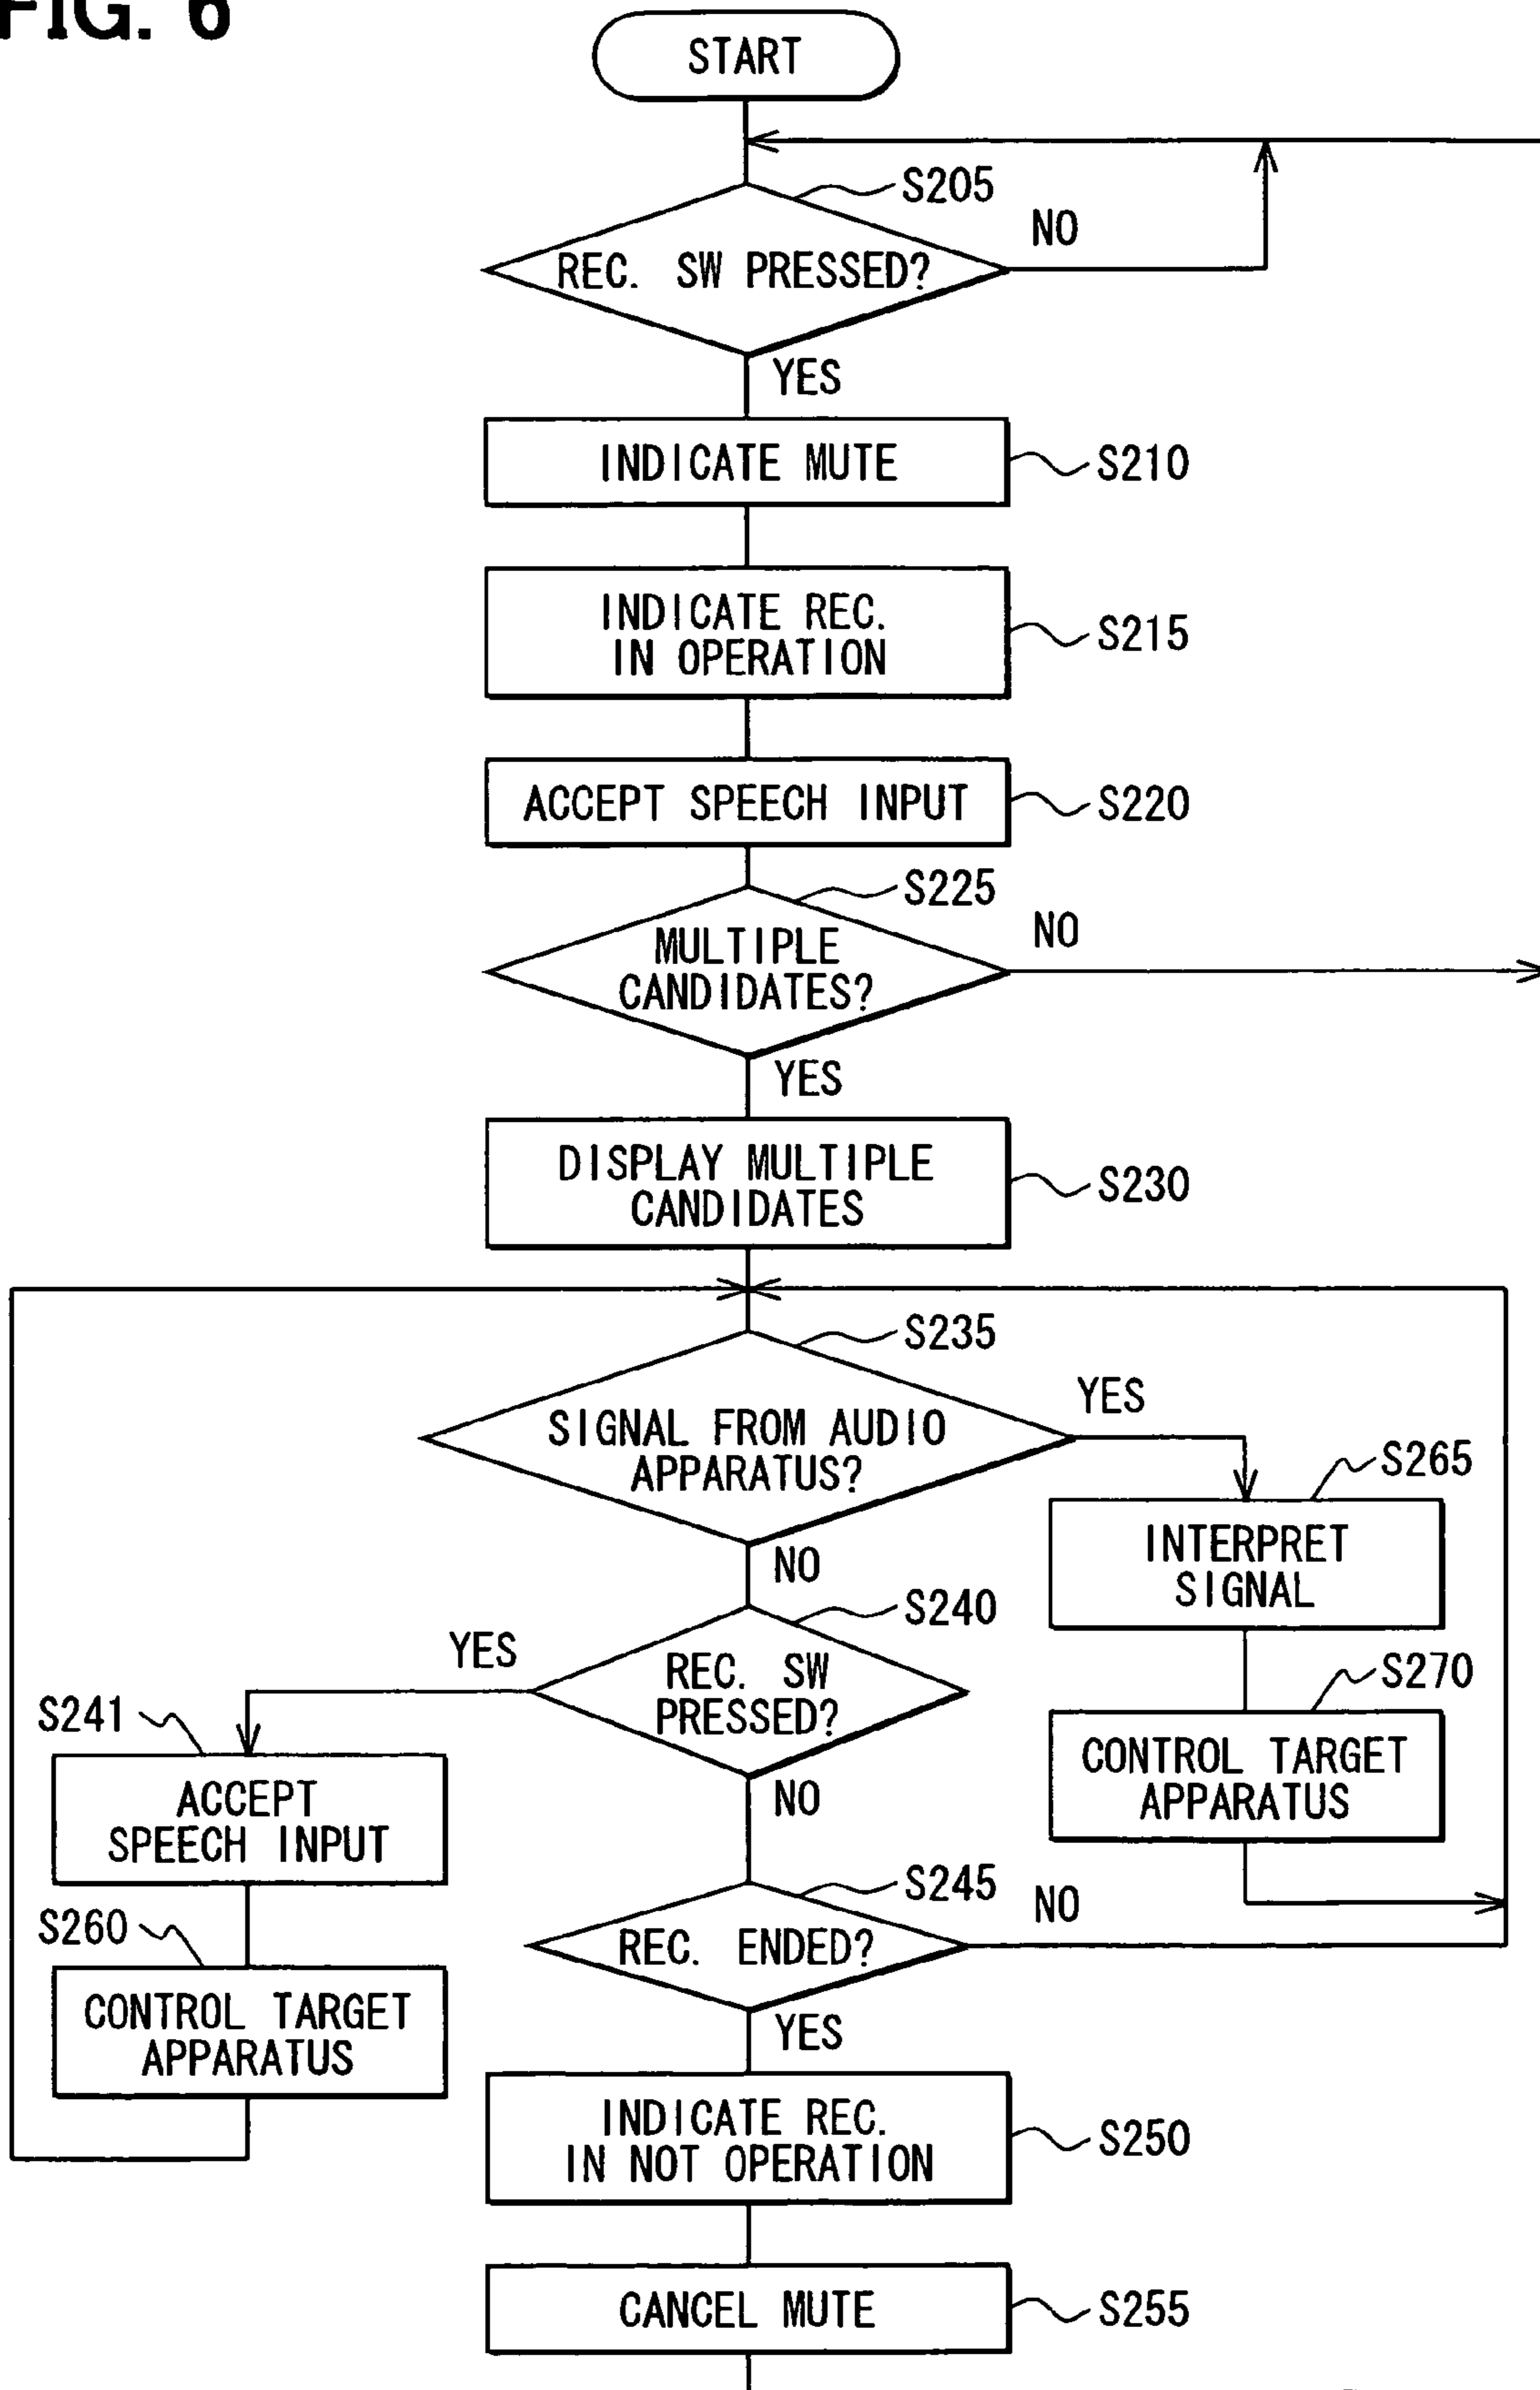 FIG. 6
START
S205
REC. SW PRESSED?
NO
YES
INDICATE MUTE
S210
INDICATE REC.
IN OPERATION
S215
ACCEPT SPEECH INPUT
S220
S225
MULTIPLE
CANDIDATES?
NO
YES
DISPLAY MULTIPLE
CANDIDATES
S230
S235
SIGNAL FROM AUDIO
APPARATUS?
YES
NO
S265
INTERPRET
SIGNAL
S240
REC. SW
PRESSED?
YES
NO
S270
CONTROL TARGET
APPARATUS
S241
ACCEPT
SPEECH INPUT
S245
REC. ENDED?
NO
YES
S260
CONTROL TARGET
APPARATUS
INDICATE REC.
IN NOT OPERATION
S250
CANCEL MUTE
S255